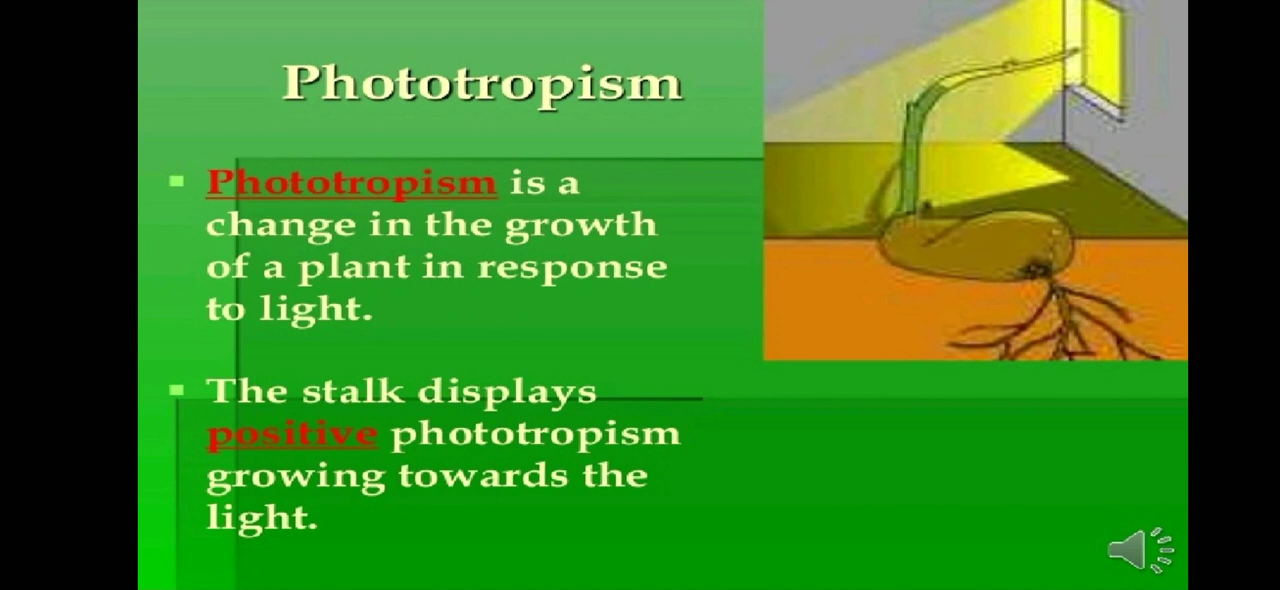 Phototropism
Phototropism is a
change in the growth
of a plant in response
to light.
The stalk displays
positive phototropism
growing towards the
light.